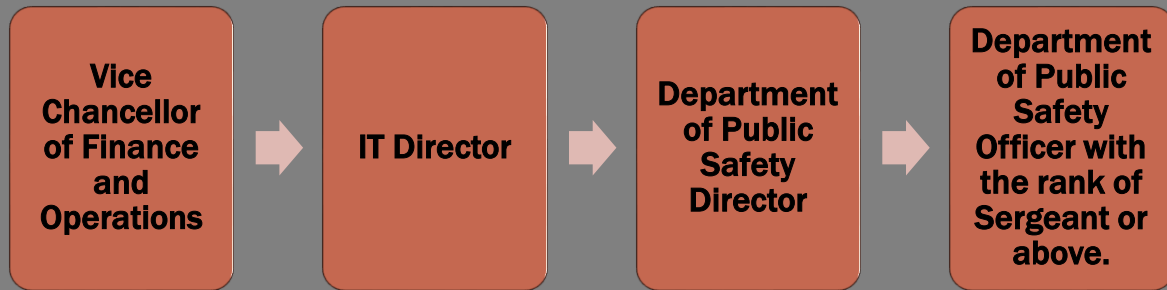 Vice
Chancellor
of Finance
and
Operations
IT Director
Department
of Public
Safety
Director
Department
of Public
Safety
Officer with
the rank of
Sergeant or
above.